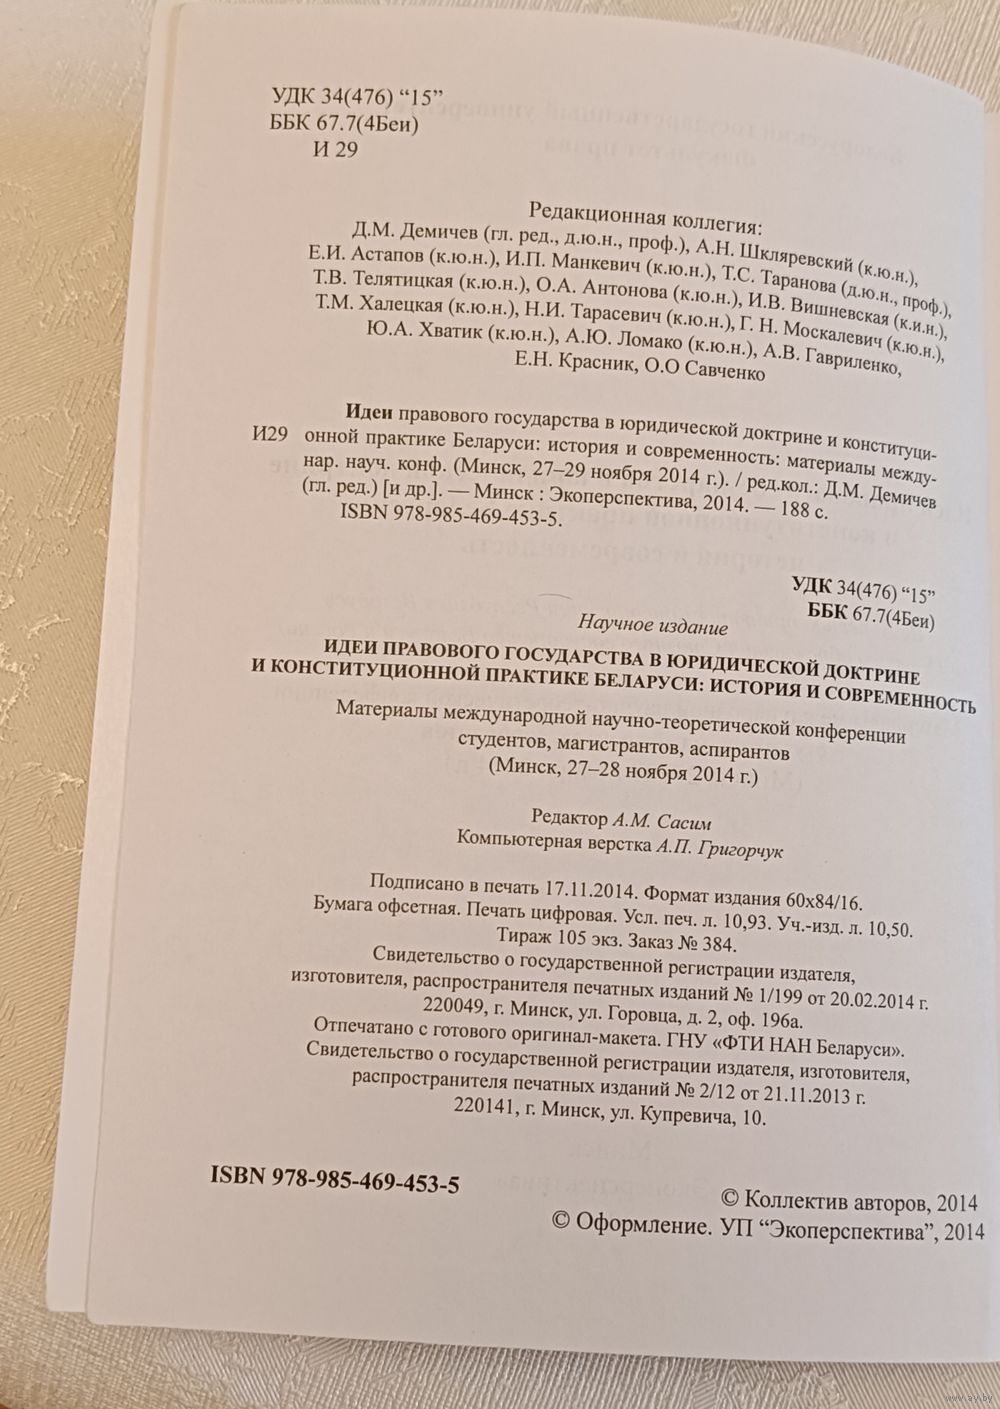 УДК 34(476) “15”
ББК 67.7(4Беи)
И 29
Редакционная коллегия:
Д.М. Демичев (гл. ред., д.ю.н., проф.), А.Н. Шкляревский (к.ю.н.),
Е.И. Астапов (к.ю.н.), И.П. Манкевич (к.ю.н.), Т.С. Таранова (д.ю.н., проф.),
Т.В. Телятицкая (к.ю.н.), О.А. Антонова (к.ю.н.), И.В. Вишневская (к.и.н.),
Т.М. Халецкая (к.ю.н.), Н.И. Тарасевич (к.ю.н.), Г. Н. Москалевич (к.ю.н.),
Ю.А. Хватик (к.ю.н.), А.Ю. Ломако (к.ю.н.), А.В. Гавриленко,
Е.Н. Красник, О.О Савченко
Идеи правового государства в юридической доктрине и конституци-
И29 онной практике Беларуси: история и современность: материалы между-
нар. науч. конф. (Минск, 27–29 ноября 2014 г.). / ред.кол.: Д.М. Демичев
(гл. ред.) [и др.]. — Минск : Экоперспектива, 2014. — 188 с.
ISBN 978-985-469-453-5.
УДК 34(476) “15”
ББК 67.7(4Беи)
Научное издание
ИДЕИ ПРАВОВОГО ГОСУДАРСТВА В ЮРИДИЧЕСКОЙ ДОКТРИНЕ
И КОНСТИТУЦИОННОЙ ПРАКТИКЕ БЕЛАРУСИ: ИСТОРИЯ И СОВРЕМЕННОСТЬ
Материалы международной научно-теоретической конференции
студентов, магистрантов, аспирантов
(Минск, 27–28 ноября 2014 г.)
Редактор А.М. Сасим
Компьютерная верстка А.П. Григорчук
Подписано в печать 17.11.2014. Формат издания 60х84/16.
Бумага офсетная. Печать цифровая. Усл. печ. л. 10,93. Уч.-изд. л. 10,50.
Тираж 105 экз. Заказ № 384.
Свидетельство о государственной регистрации издателя,
изготовителя, распространителя печатных изданий № 1/199 от 20.02.2014 г.
220049, г. Минск, ул. Горовца, д. 2, оф. 196а.
Отпечатано с готового оригинал-макета. ГНУ «ФТИ НАН Беларуси».
Свидетельство о государственной регистрации издателя, изготовителя,
распространителя печатных изданий № 2/12 от 21.11.2013 г.
220141, г. Минск, ул. Купревича, 10.
ISBN 978-985-469-453-5
© Коллектив авторов, 2014
© Оформление. УП “Экоперспектива”, 2014
www.ay.by